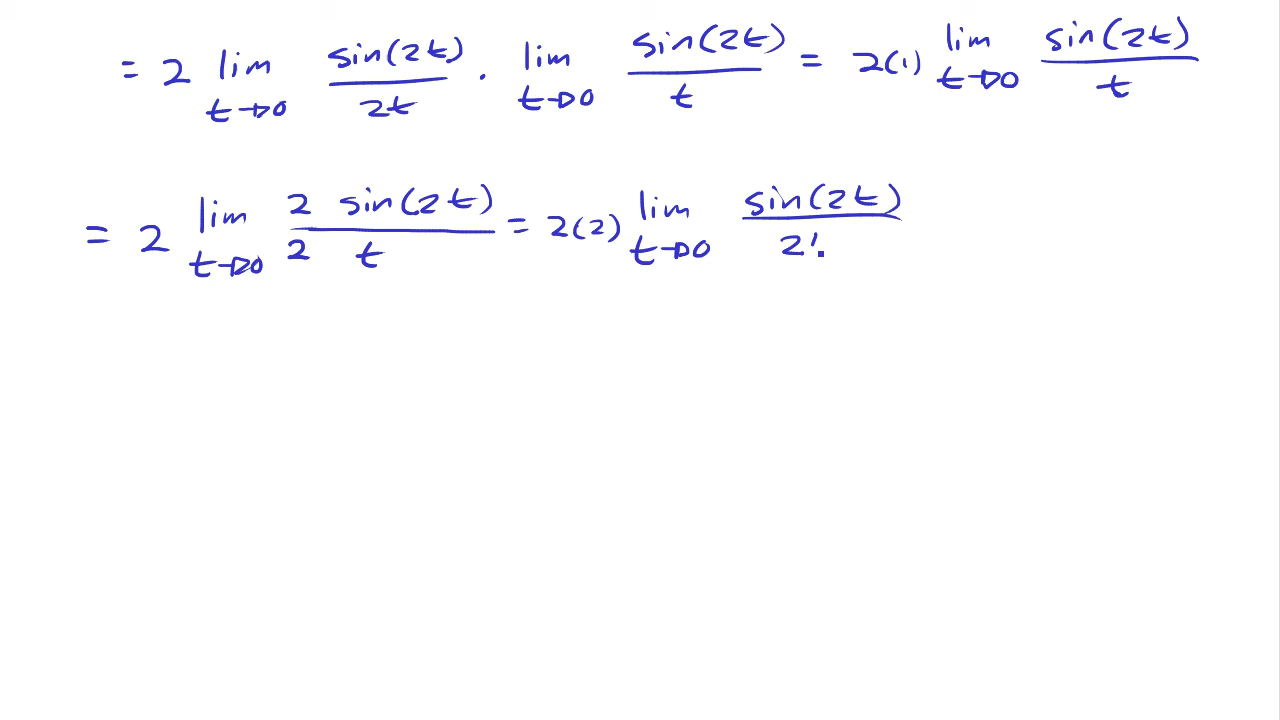 = 2 lim t→0 sin(2t)/2t · lim t→0 sin(2t)/t = 2(1) lim t→0 sin(2t)/t
= 2 lim t→0 2 sin(2t)/2 t = 2(2) lim t→0 sin(2t)/2